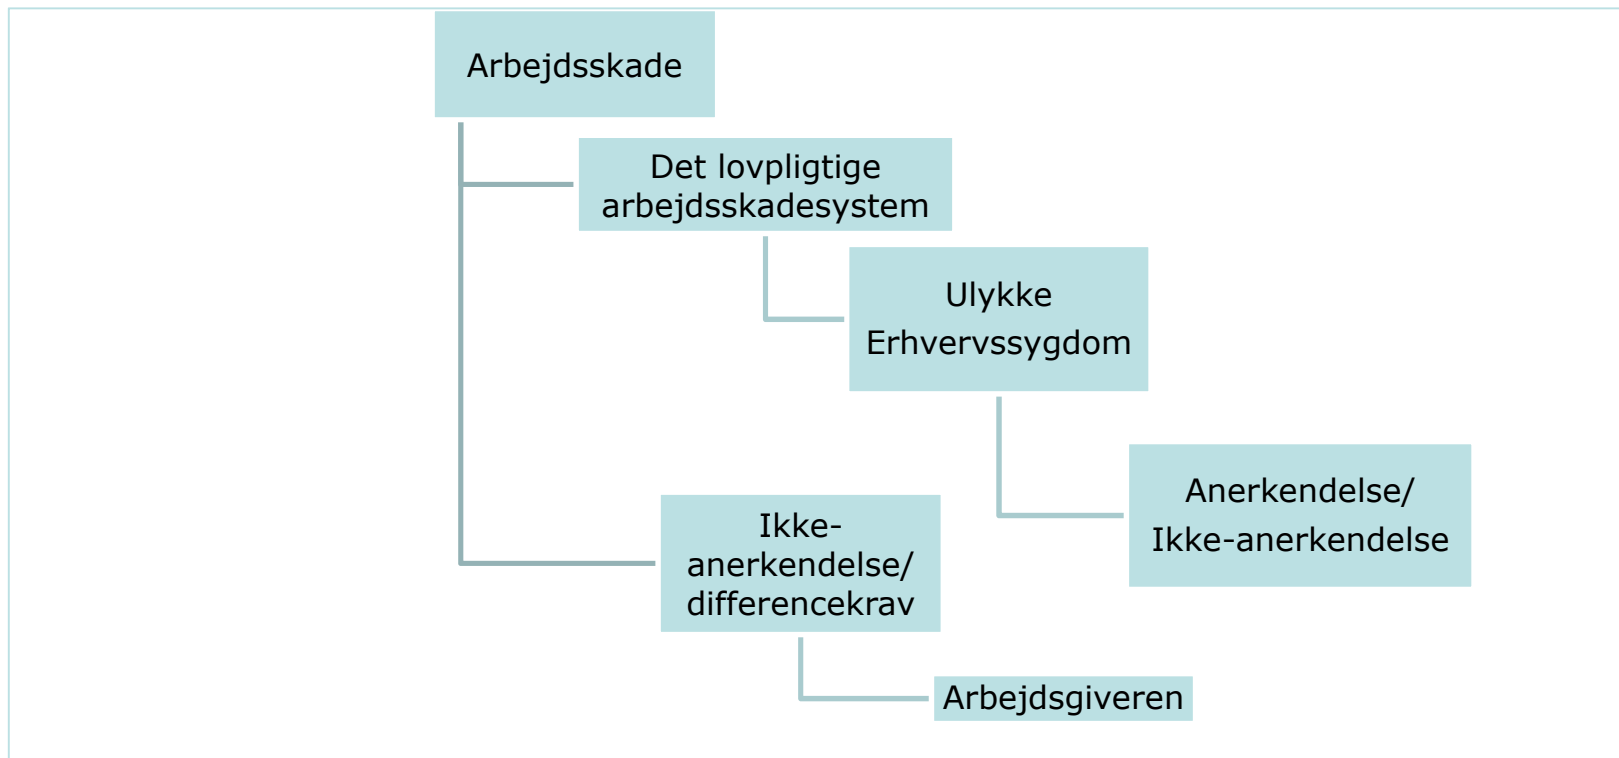 Arbejdsskade
Det lovpligtige
arbejdsskadesystem
Ulykke
Erhvervssygdom
Anerkendelse/
Ikke-anerkendelse
Ikke-
anerkendelse/
differencekrav
Arbejdsgiveren